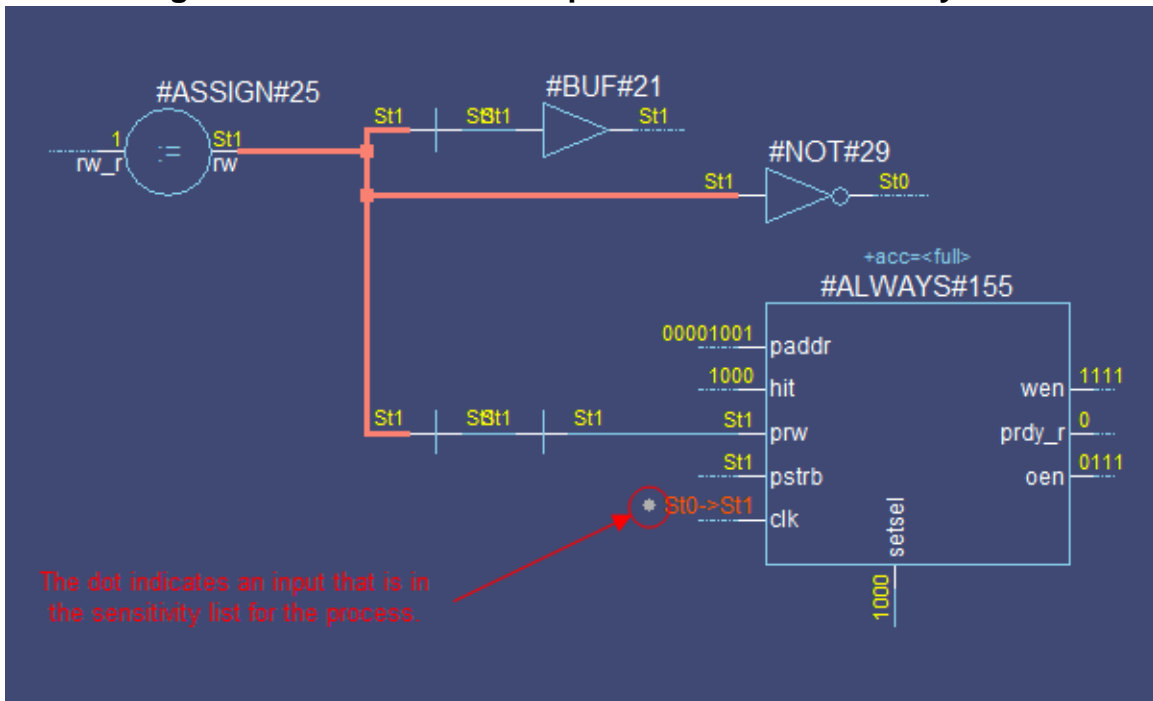 #ASSIGN#25
#BUF#21
St1
St1
St1
1
St1
rw_r
:=
rw
#NOT#29
St1
St0
+acc=<full>
#ALWAYS#155
00001001
paddr
1000
hit
wen
1111
St1
St1
St1
St1
prw
prdy_r
0
St1
pstrb
oen
0111
St0->St1
clk
setsel
1000
The dot indicates an input that is in
the sensitivity list for the process.